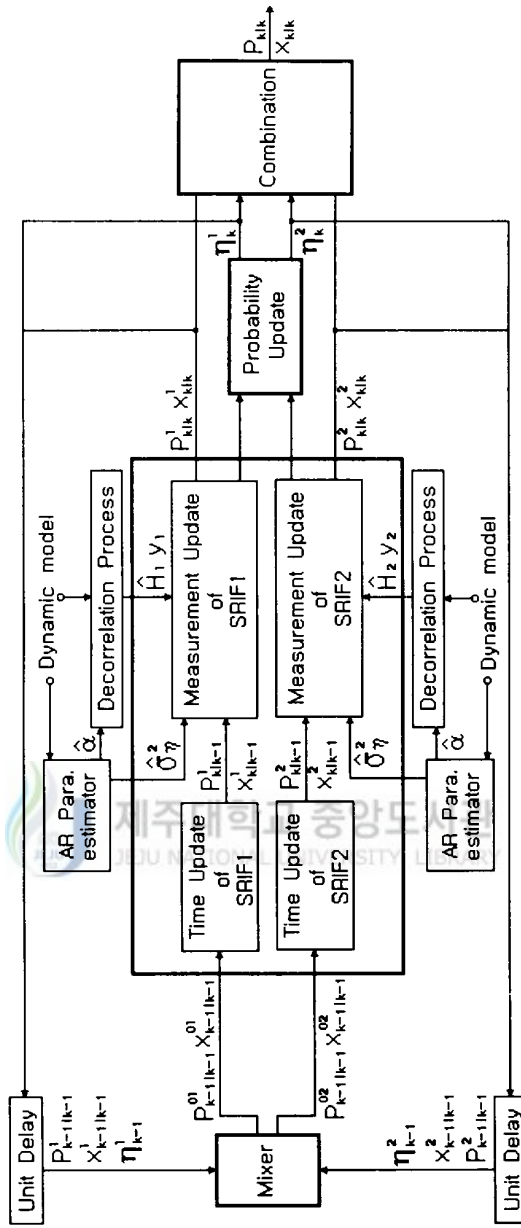 Unit Delay
P¹ₖ₋₁|ₖ₋₁
X¹ₖ₋₁|ₖ₋₁
η¹ₖ₋₁
Mixer
η²ₖ₋₁
X²ₖ₋₁|ₖ₋₁
P²ₖ₋₁|ₖ₋₁
Unit Delay
P⁰¹ₖ₋₁|ₖ₋₁ X⁰¹ₖ₋₁|ₖ₋₁
P⁰²ₖ₋₁|ₖ₋₁ X⁰²ₖ₋₁|ₖ₋₁
AR Para.
estimator
Dynamic model
α̂
Decorrelation Process
σ̂²η
Ĥ₁ y₁
Time Update
of
SRIF1
P¹ₖ|ₖ₋₁
X¹ₖ|ₖ₋₁
Measurement Update
of
SRIF1
Time Update
of
SRIF2
P²ₖ|ₖ₋₁
X²ₖ|ₖ₋₁
Measurement Update
of
SRIF2
σ̂²η
Ĥ₂ y₂
AR Para.
estimator
α̂
Decorrelation Process
Dynamic model
P¹ₖ|ₖ X¹ₖ|ₖ
P²ₖ|ₖ X²ₖ|ₖ
Probability
Update
η¹ₖ
η²ₖ
Combination
Pₖ|ₖ
Xₖ|ₖ
제주대학교 중앙도서관
JEJU NATIONAL UNIVERSITY LIBRARY